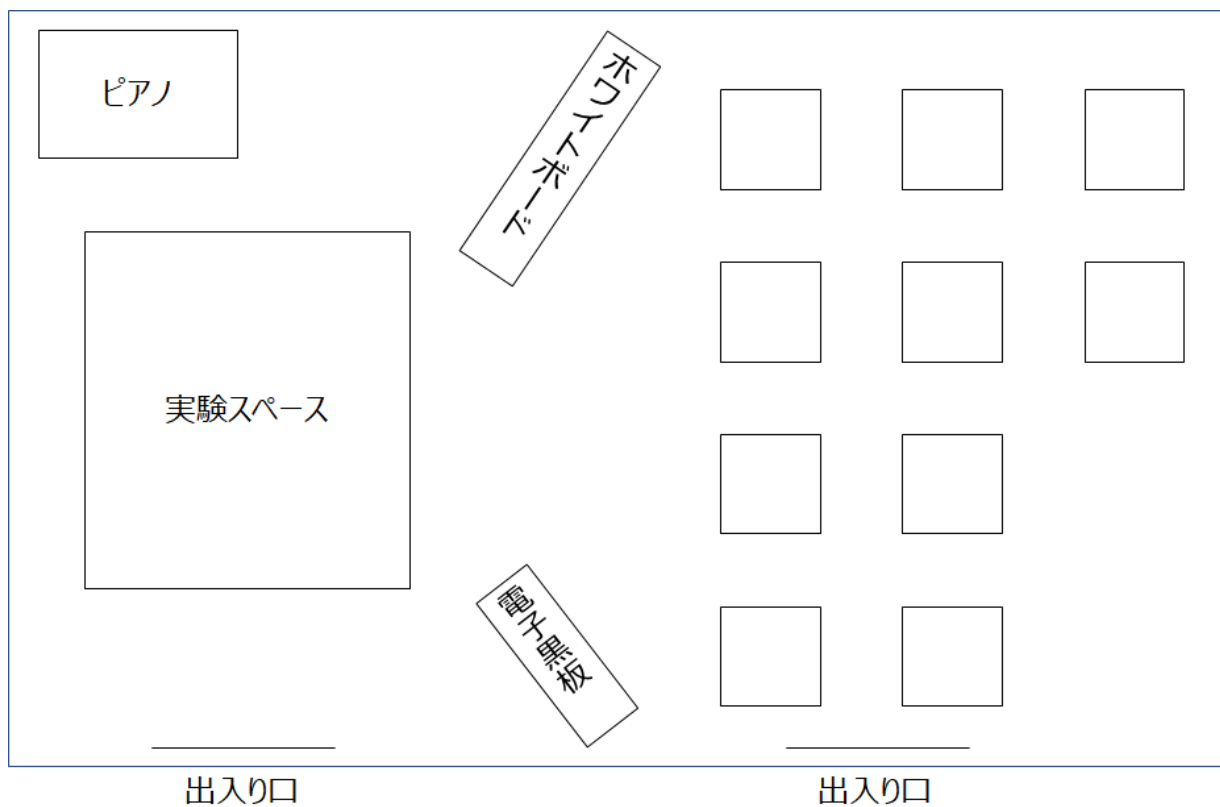 ピアノ
ホワイトボード
実験スペース
電子黒板
出入り口
出入り口